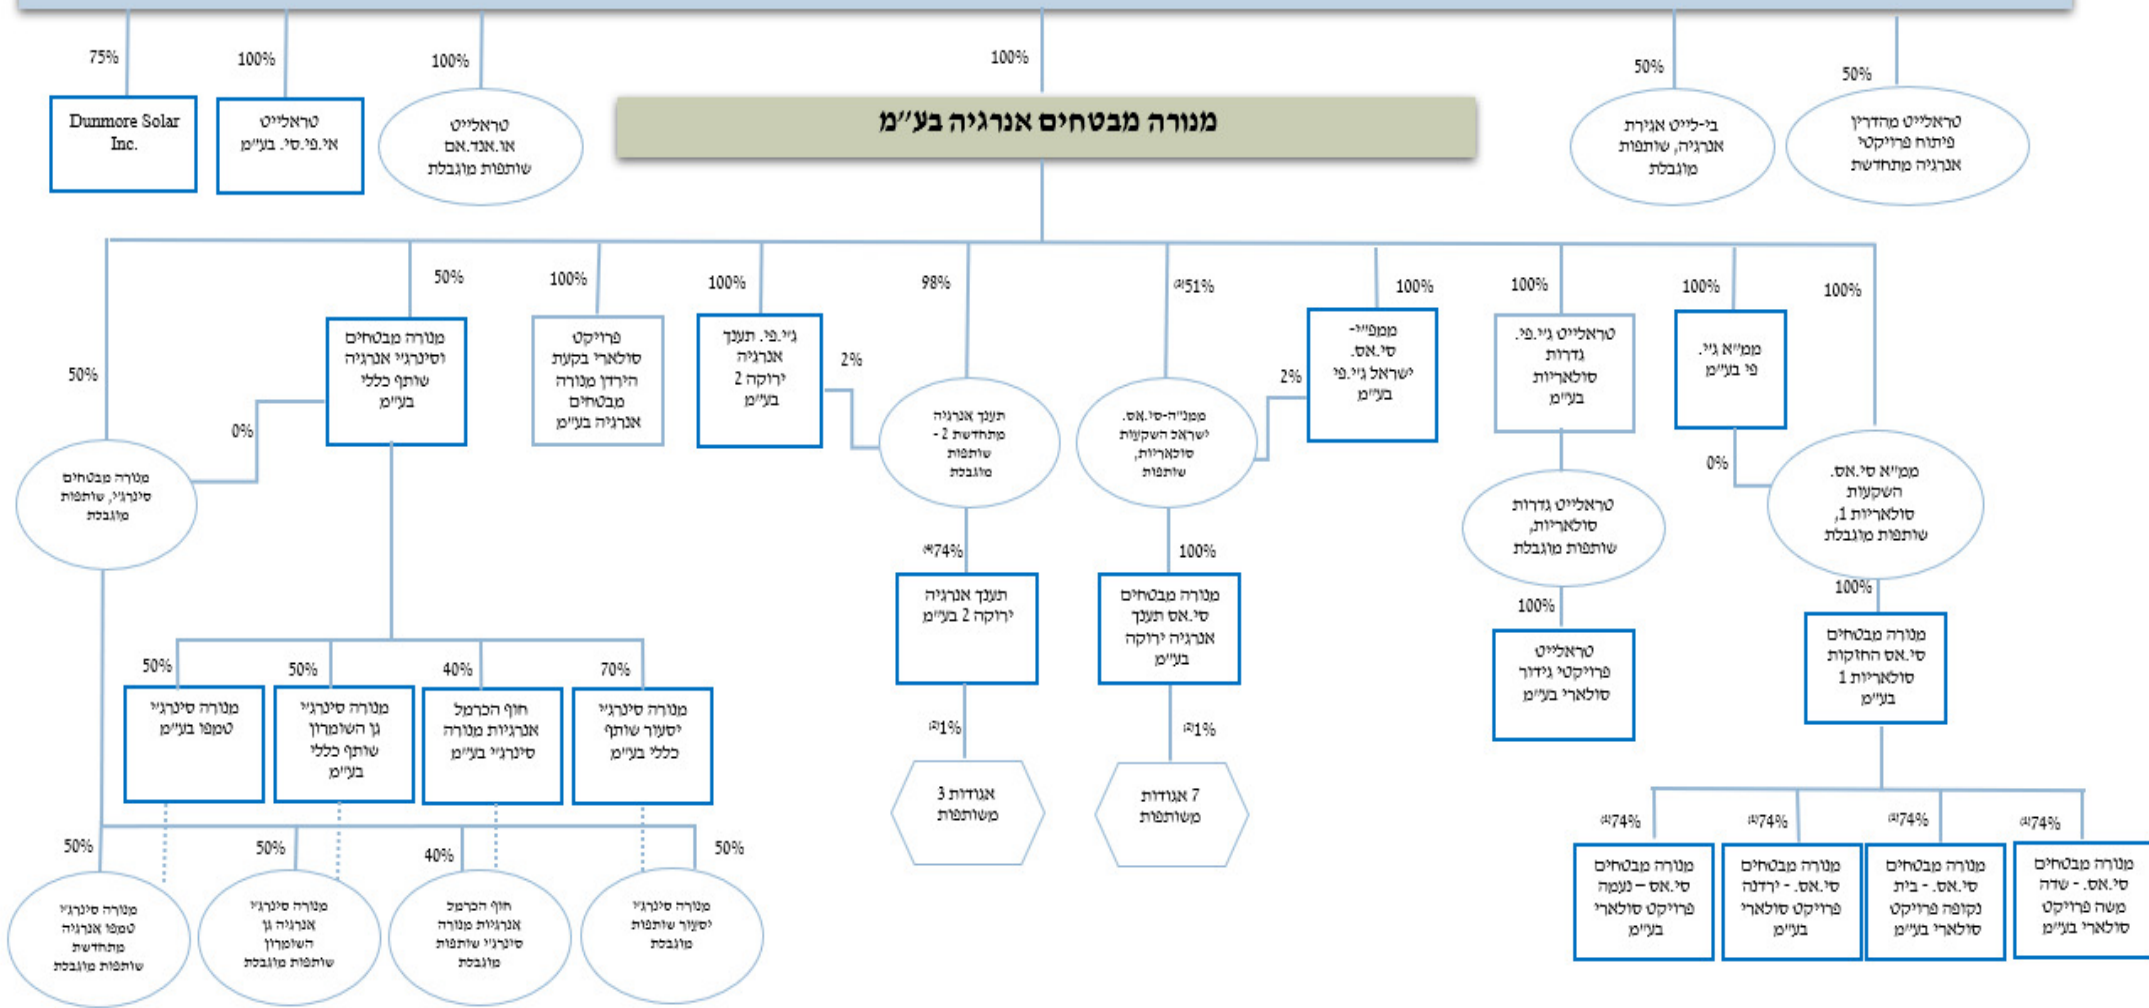 75%
100%
100%
100%
50%
50%
Dunmore Solar
Inc.
טראלייט
אי.פי.סי. בע"מ
טראלייט
או.אנד.אם
שותפות מוגבלת
מנורה מבטחים אנרגיה בע"מ
בי-לייט אגירת
אנרגיה, שותפות
מוגבלת
טראלייט מהדרין
פיתוח פרויקטי
אנרגיה מתחדשת
50%
50%
100%
100%
98%
(3)51%
100%
100%
100%
100%
מנורה מבטחים
וסינרג'י אנרגיה
שותף כללי
בע"מ
פרויקט
סולארי בקעת
הירדן מנורה
מבטחים
אנרגיה בע"מ
ג'י.פי. תענך
אנרגיה
ירוקה 2
בע"מ
ממפ"י-
סי.אס.
ישראל ג'י.פי
בע"מ
טראלייט ג'י.פי.
גדרות
סולאריות
בע"מ
ממ"א ג'י.
פי בע"מ
0%
2%
2%
0%
מנורה מבטחים
סינרג'י, שותפות
מוגבלת
תענך אנרגיה
מתחדשת 2 -
שותפות
מוגבלת
ממנ"ה-סי.אס.
ישראל השקעות
סולאריות,
שותפות
טראלייט גדרות
סולאריות,
שותפות מוגבלת
ממ"א סי.אס.
השקעות
סולאריות 1,
שותפות מוגבלת
(4)74%
100%
100%
100%
תענך אנרגיה
ירוקה 2 בע"מ
מנורה מבטחים
סי.אס תענך
אנרגיה ירוקה
בע"מ
טראלייט
פרויקטי גידור
סולארי בע"מ
מנורה מבטחים
סי.אס החזקות
סולאריות 1
בע"מ
50%
50%
40%
70%
מנורה סינרג'י
טמפו בע"מ
מנורה סינרג'י
גן השומרון
שותף כללי
בע"מ
חוף הכרמל
אנרגיות מנורה
סינרג'י בע"מ
מנורה סינרג'י
יסעור שותף
כללי בע"מ
(2)1%
(2)1%
אגודות 3
משותפות
7 אגודות
משותפות
50%
50%
40%
50%
מנורה סינרג'י
טמפו אנרגיה
מתחדשת
שותפות מוגבלת
מנורה סינרג'י
אנרגיה גן
השומרון
שותפות מוגבלת
חוף הכרמל
אנרגיות מנורה
סינרג'י שותפות
מוגבלת
מנורה סינרג'י
יסעור שותפות
מוגבלת
(1)74%
(1)74%
(1)74%
(1)74%
מנורה מבטחים
סי.אס – נעמה
פרויקט סולארי
בע"מ
מנורה מבטחים
סי.אס. - ירדנה
פרויקט סולארי
בע"מ
מנורה מבטחים
סי.אס. - בית
נקופה פרויקט
סולארי בע"מ
מנורה מבטחים
סי.אס. - שדה
משה פרויקט
סולארי בע"מ